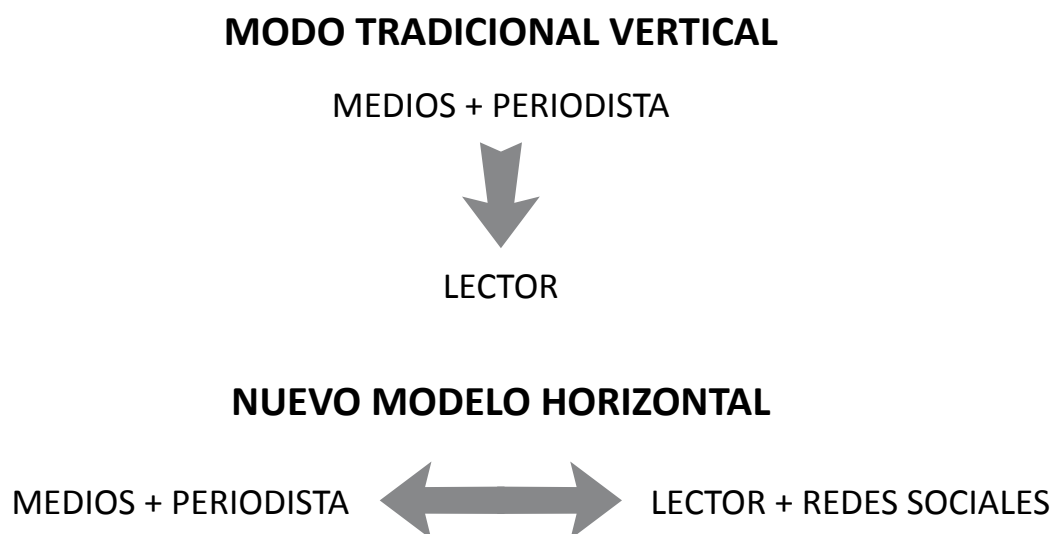 MODO TRADICIONAL VERTICAL
MEDIOS + PERIODISTA
LECTOR
NUEVO MODELO HORIZONTAL
MEDIOS + PERIODISTA
LECTOR + REDES SOCIALES